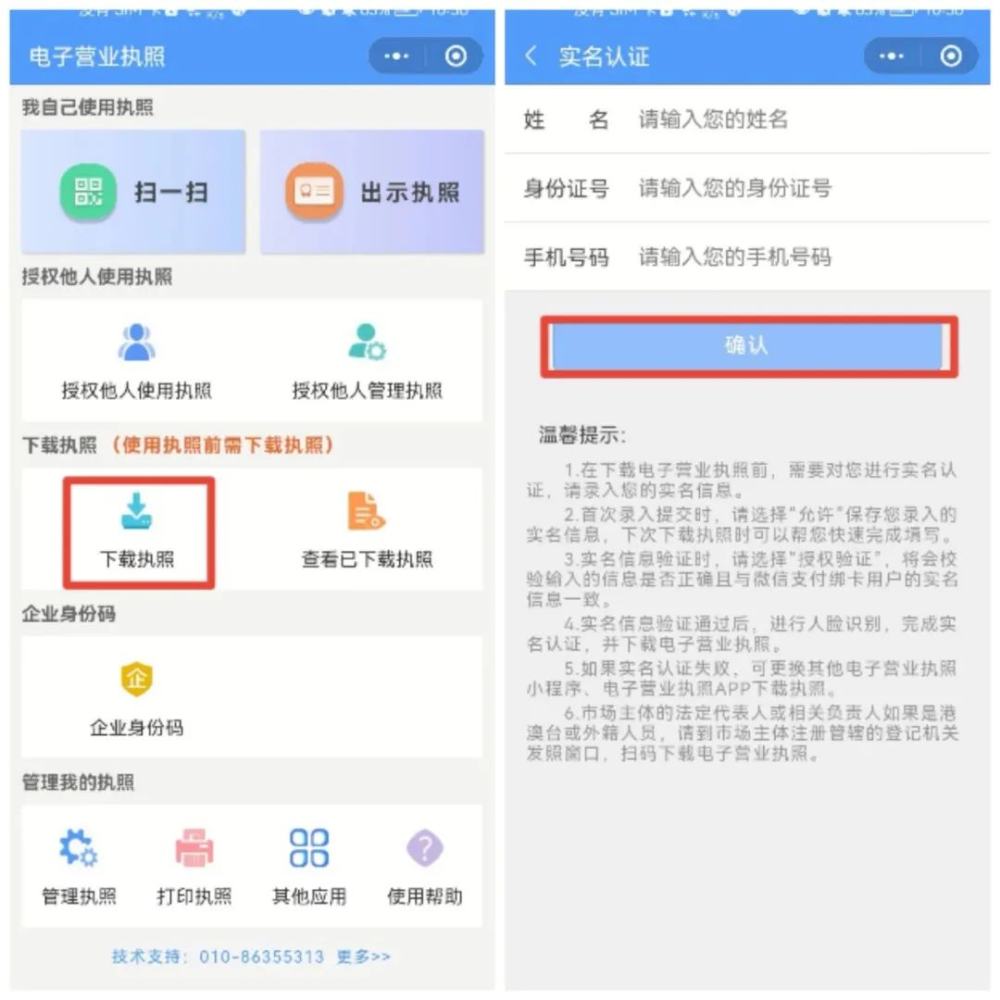 电子营业执照
我自己使用执照
扫一扫
出示执照
授权他人使用执照
授权他人使用执照
授权他人管理执照
下载执照（使用执照前需下载执照）
下载执照
查看已下载执照
企业身份码
企
企业身份码
管理我的执照
管理执照
打印执照
其他应用
使用帮助
技术支持：010-86355313 更多>>
实名认证
姓 名 请输入您的姓名
身份证号 请输入您的身份证号
手机号码 请输入您的手机号码
确认
温馨提示:
1.在下载电子营业执照前，需要对您进行实名认
证，请录入您的实名信息。
2.首次录入提交时，请选择"允许"保存您录入的
实名信息，下次下载执照时可以帮您快速完成填写。
3.实名信息验证时，请选择"授权验证"，将会校
验输入的信息是否正确且与微信支付绑卡用户的实名
信息一致。
4.实名信息验证通过后，进行人脸识别，完成实
名认证，并下载电子营业执照。
5.如果实名认证失败，可更换其他电子营业执照
小程序、电子营业执照APP下载执照。
6.市场主体的法定代表人或相关负责人如果是港
澳台或外籍人员，请到市场主体注册管辖的登记机关
发照窗口，扫码下载电子营业执照。